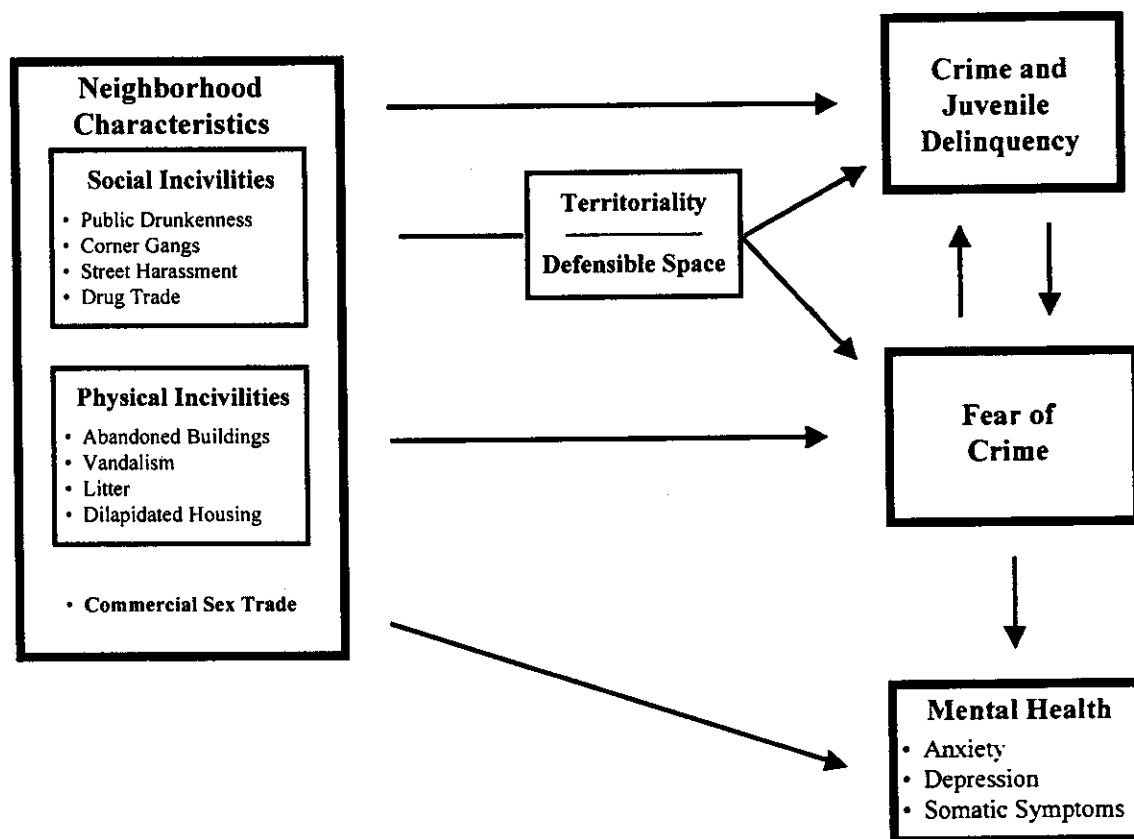 Neighborhood
Characteristics
Social Incivilities
• Public Drunkenness
• Corner Gangs
• Street Harassment
• Drug Trade
Physical Incivilities
• Abandoned Buildings
• Vandalism
• Litter
• Dilapidated Housing
• Commercial Sex Trade
Territoriality
Defensible Space
Crime and
Juvenile
Delinquency
Fear of
Crime
Mental Health
• Anxiety
• Depression
• Somatic Symptoms